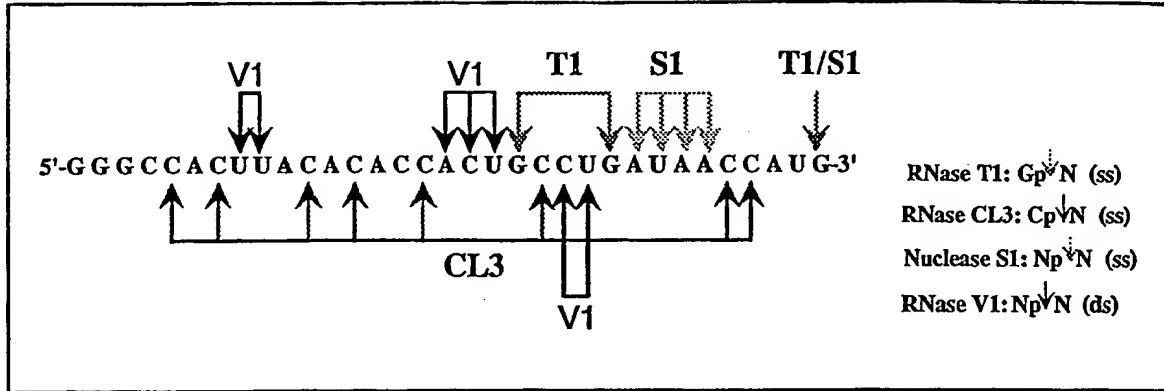 V1 V1 T1 S1 T1/S1
5'-G G G C C A C U U A C A C A C C A C U G C C U G A U A A C C A U G-3'
CL3
V1
RNase T1: Gp↓N (ss)
RNase CL3: Cp↓N (ss)
Nuclease S1: Np↓N (ss)
RNase V1: Np↓N (ds)